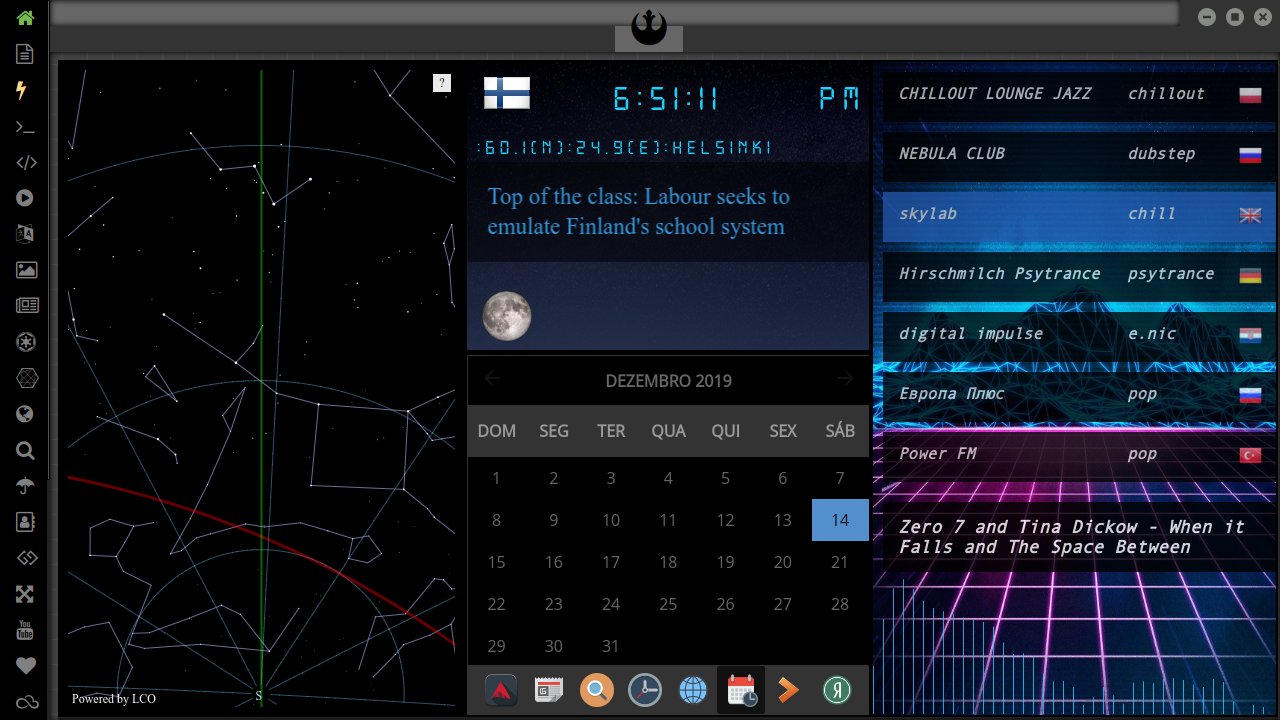 ?
6:51:11 PM
:60.1(N):24.9(E):HELSINKI
Top of the class: Labour seeks to
emulate Finland's school system
DEZEMBRO 2019
DOM SEG TER QUA QUI SEX SÁB
1 2 3 4 5 6 7
8 9 10 11 12 13 14
15 16 17 18 19 20 21
22 23 24 25 26 27 28
29 30 31
CHILLOUT LOUNGE JAZZ chillout
NEBULA CLUB dubstep
skylab chill
Hirschmilch Psytrance psytrance
digital impulse e.nic
Европа Плюс pop
Power FM pop
Zero 7 and Tina Dickow - When it
Falls and The Space Between
S
Powered by LCO
You
Tube
Я